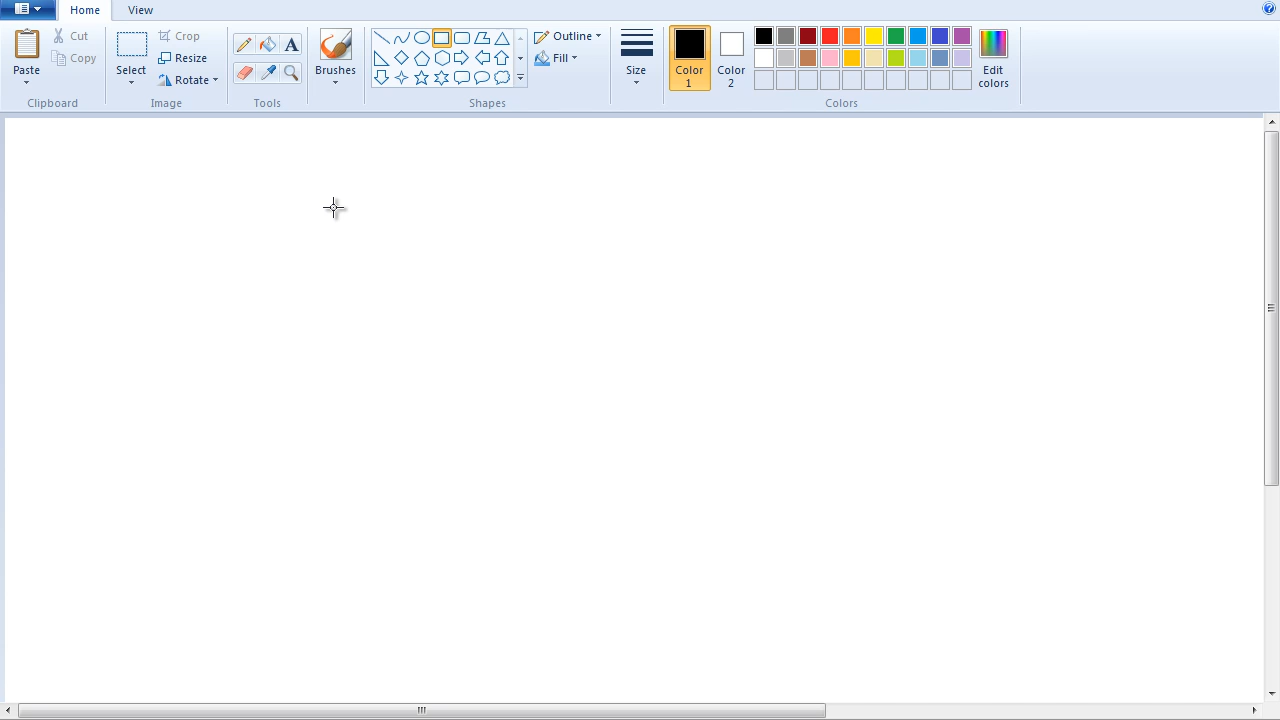 Home View
Cut
Copy
Paste
Clipboard
Select
Crop
Resize
Rotate
Image
A
Tools
Brushes
Outline
Fill
Shapes
Size
Color 1
Color 2
Edit colors
Colors